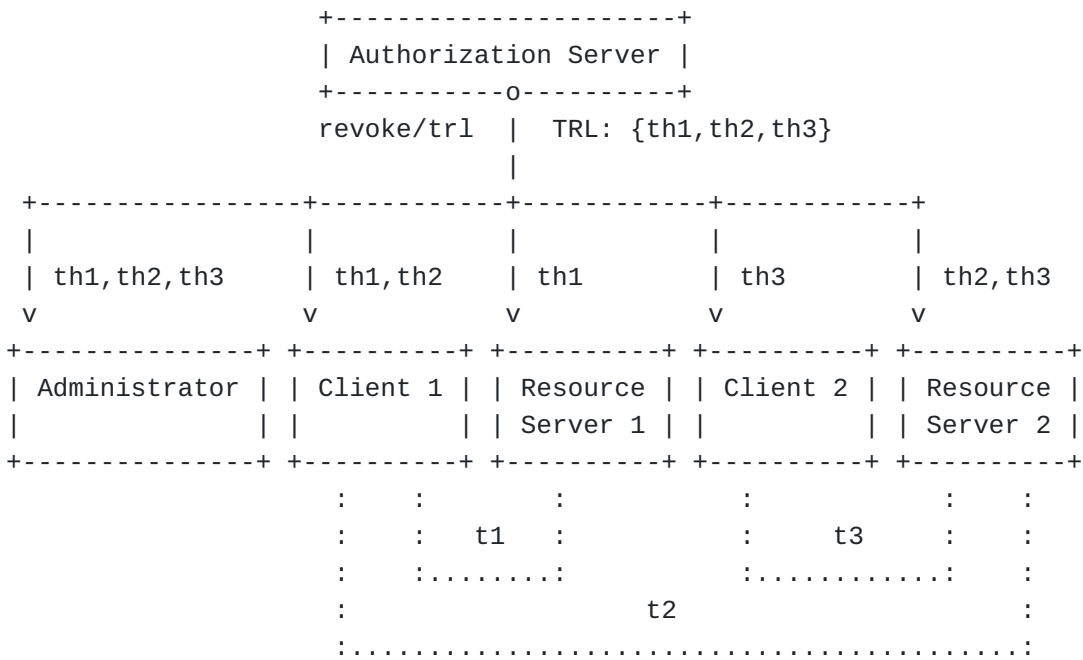 +----------------------+
| Authorization Server |
+-----------o----------+
revoke/trl  |  TRL: {th1,th2,th3}
|
+-----------------+------------+------------+------------+
|                 |            |            |            |
| th1,th2,th3     | th1,th2    | th1        | th3        | th2,th3
v                 v            v            v            v
+---------------+ +----------+ +----------+ +----------+ +----------+
| Administrator | | Client 1 | | Resource | | Client 2 | | Resource |
|               | |          | | Server 1 | |          | | Server 2 |
+---------------+ +----------+ +----------+ +----------+ +----------+
:    :        :           :            :    :
:    :   t1   :           :     t3     :    :
:    :........:           :............:    :
:                   t2                       :
:...........................................: